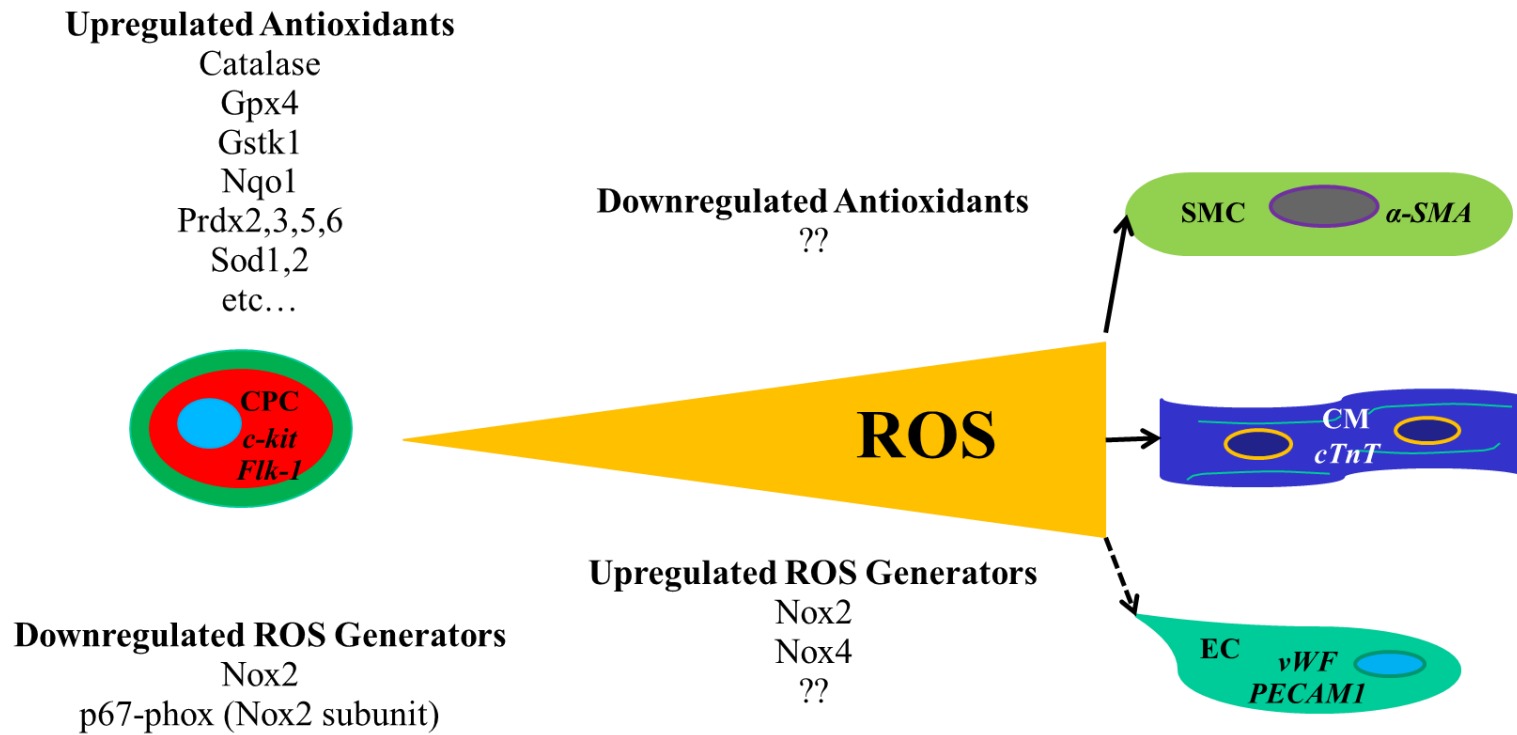 Upregulated Antioxidants
Catalase
Gpx4
Gstk1
Nqo1
Prdx2,3,5,6
Sod1,2
etc…
CPC
c-kit
Flk-1
Downregulated ROS Generators
Nox2
p67-phox (Nox2 subunit)
Downregulated Antioxidants
??
ROS
Upregulated ROS Generators
Nox2
Nox4
??
SMC α-SMA
CM
cTnT
EC vWF
PECAM1